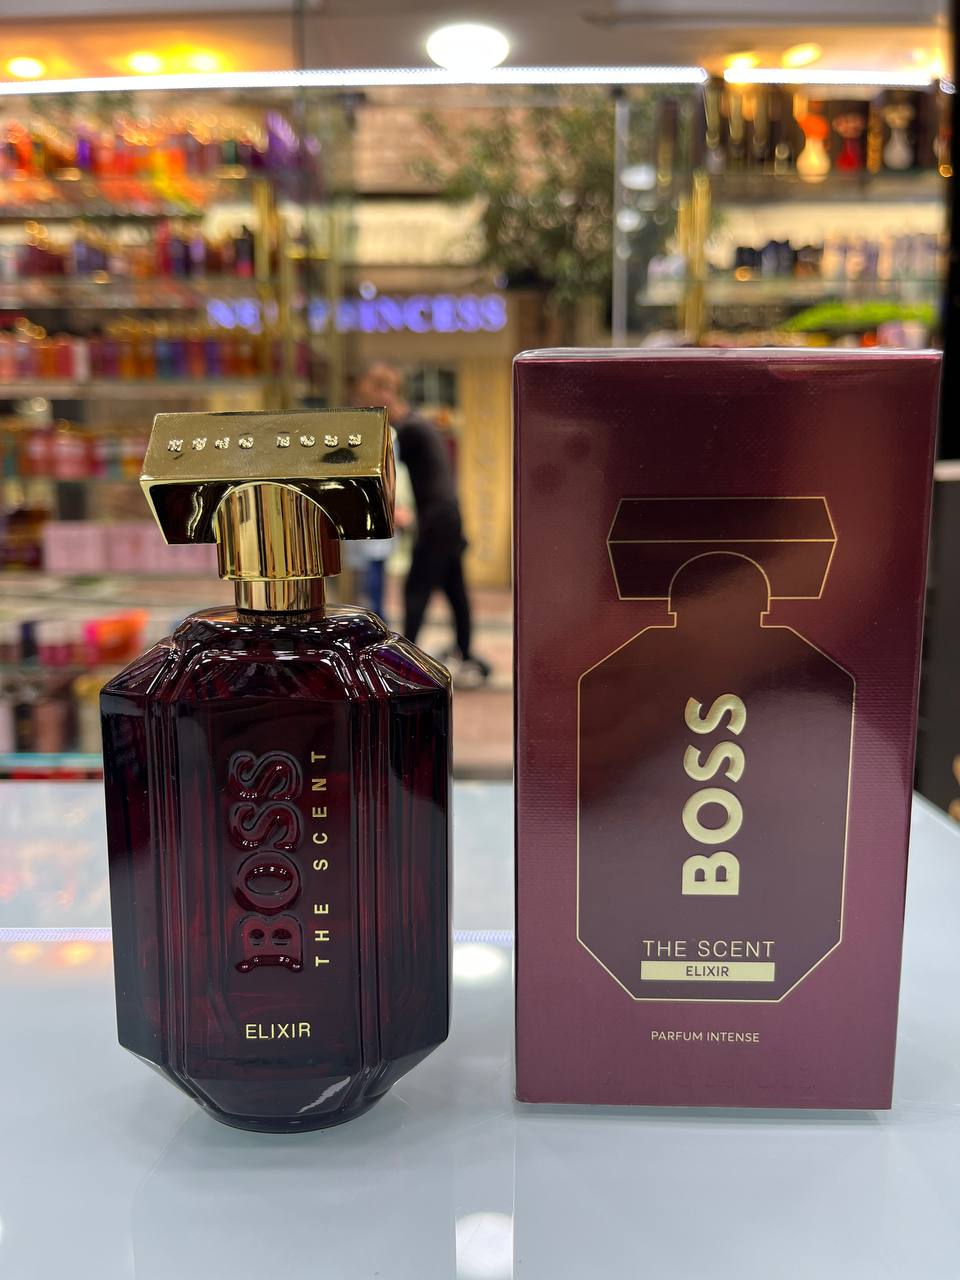 PRINCESS
HUGO BOSS
BOSS
THE SCENT
ELIXIR
BOSS
THE SCENT
ELIXIR
PARFUM INTENSE